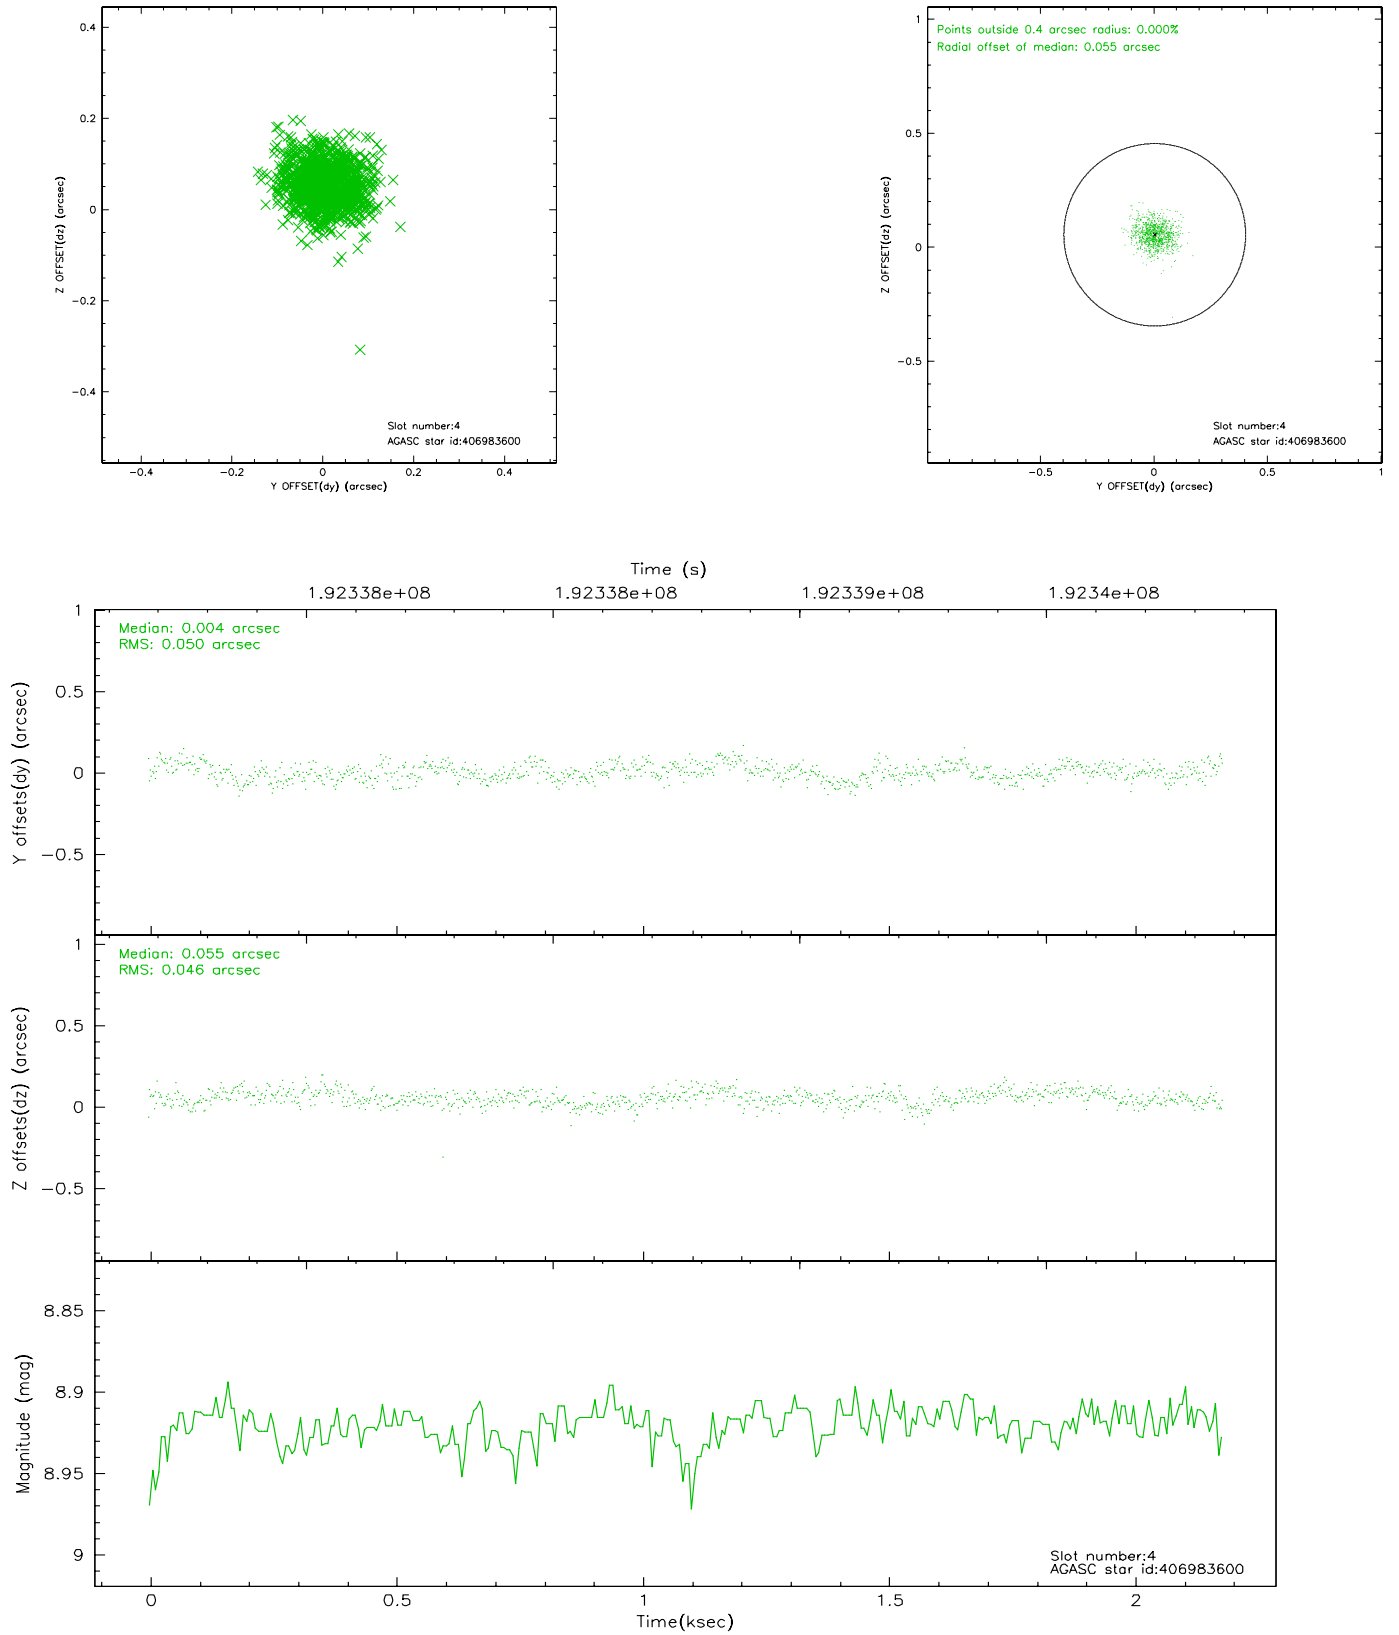 0.4
0.2
0
−0.2
−0.4
Z OFFSET(dz) (arcsec)
−0.4
−0.2
0
0.2
0.4
Y OFFSET(dy) (arcsec)
Slot number:4
AGASC star id:406983600
Points outside 0.4 arcsec radius: 0.000%
Radial offset of median: 0.055 arcsec
1
0.5
0
−0.5
Z OFFSET(dz) (arcsec)
−0.5
0
0.5
1
Y OFFSET(dy) (arcsec)
Slot number:4
AGASC star id:406983600
Time (s)
1.92338e+08
1.92338e+08
1.92339e+08
1.9234e+08
Median: 0.004 arcsec
RMS: 0.050 arcsec
1
0.5
0
−0.5
Y offsets(dy) (arcsec)
Median: 0.055 arcsec
RMS: 0.046 arcsec
1
0.5
0
−0.5
Z offsets(dz) (arcsec)
8.85
8.9
8.95
9
Magnitude (mag)
Slot number:4
AGASC star id:406983600
0
0.5
1
1.5
2
Time(ksec)